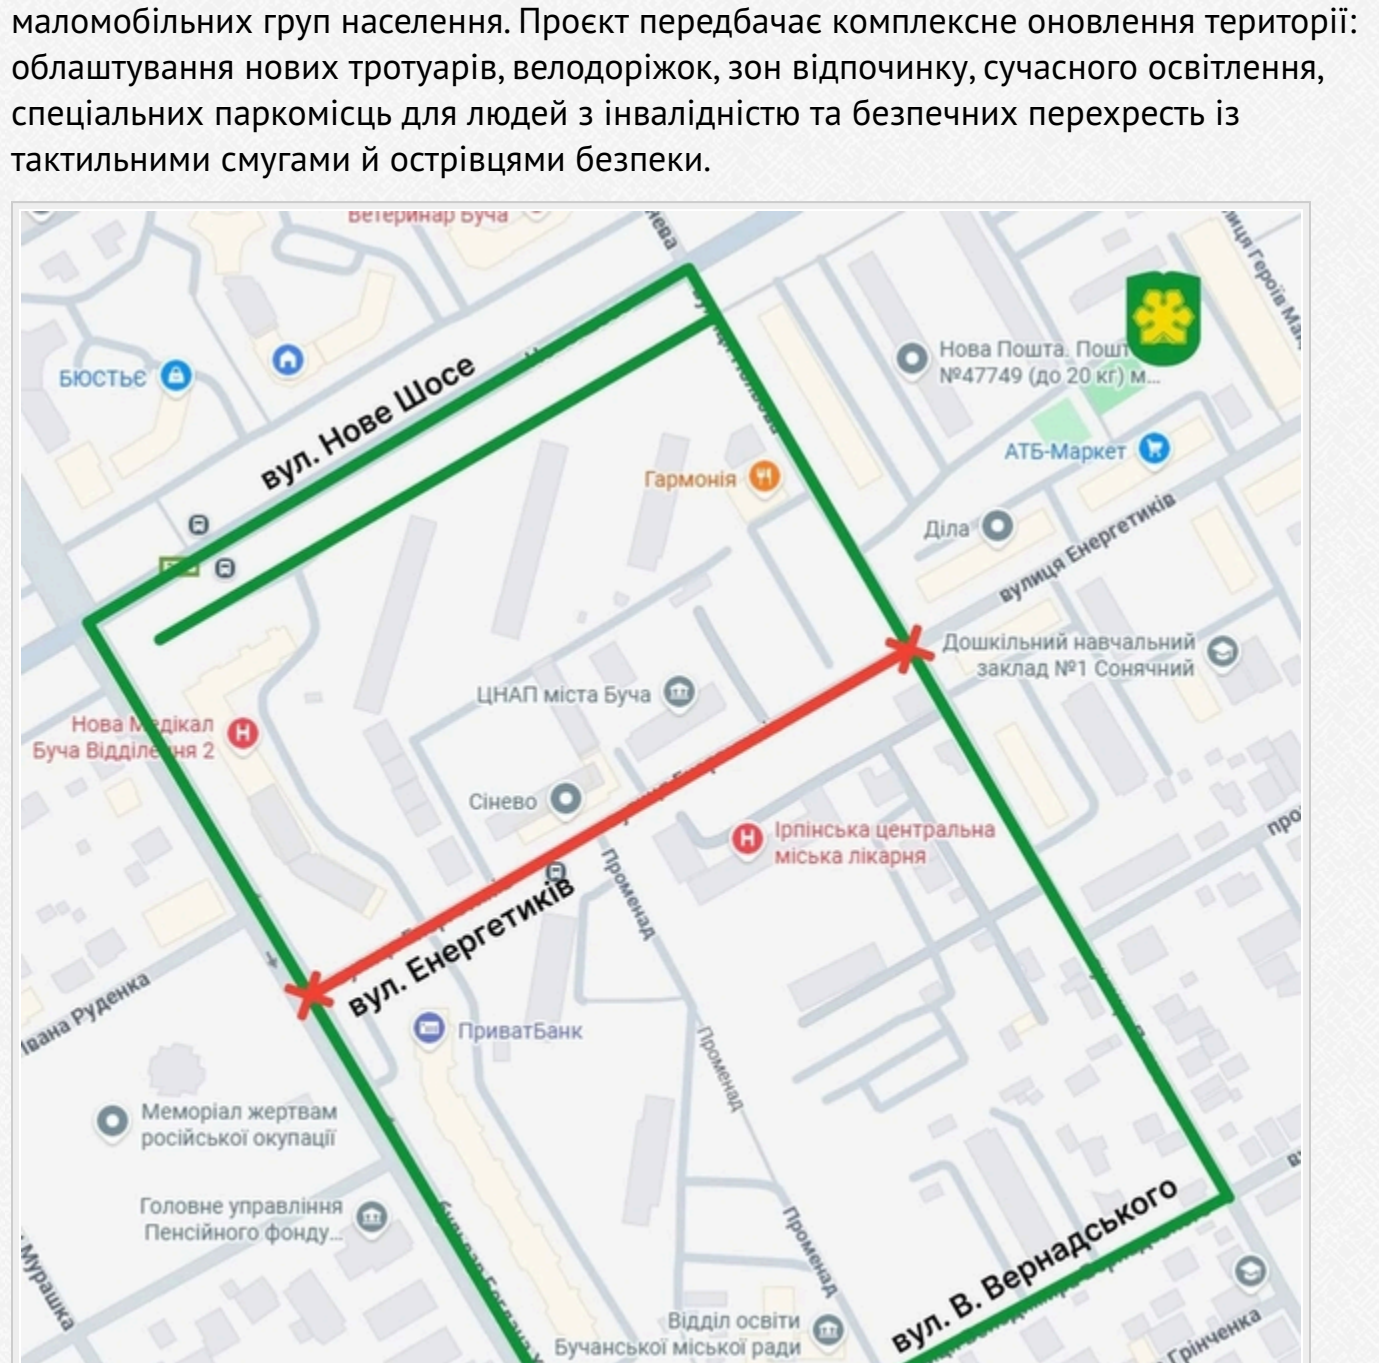 маломобільних груп населення. Проєкт передбачає комплексне оновлення території:
облаштування нових тротуарів, велодоріжок, зон відпочинку, сучасного освітлення,
спеціальних паркомісць для людей з інвалідністю та безпечних перехресть із
тактильними смугами й острівцями безпеки.
Ветеринар Буча
БЮСТЬЄ
вул. Нове Шосе
Нова Пошта. Пошт
№47749 (до 20 кг) м...
АТБ-Маркет
Гармонія
Діла
вулиця Енергетиків
Дошкільний навчальний
заклад №1 Сонячний
ЦНАП міста Буча
Нова Медікал
Буча Відділення 2
Сінево
Ірпінська центральна
міська лікарня
Променад
вул. Енергетиків
Івана Руденка
ПриватБанк
Променад
Меморіал жертвам
російської окупації
Головне управління
Пенсійного фонду...
Мурашка
Променад
вул. В. Вернадського
Відділ освіти
Бучанської міської ради
Грінченка